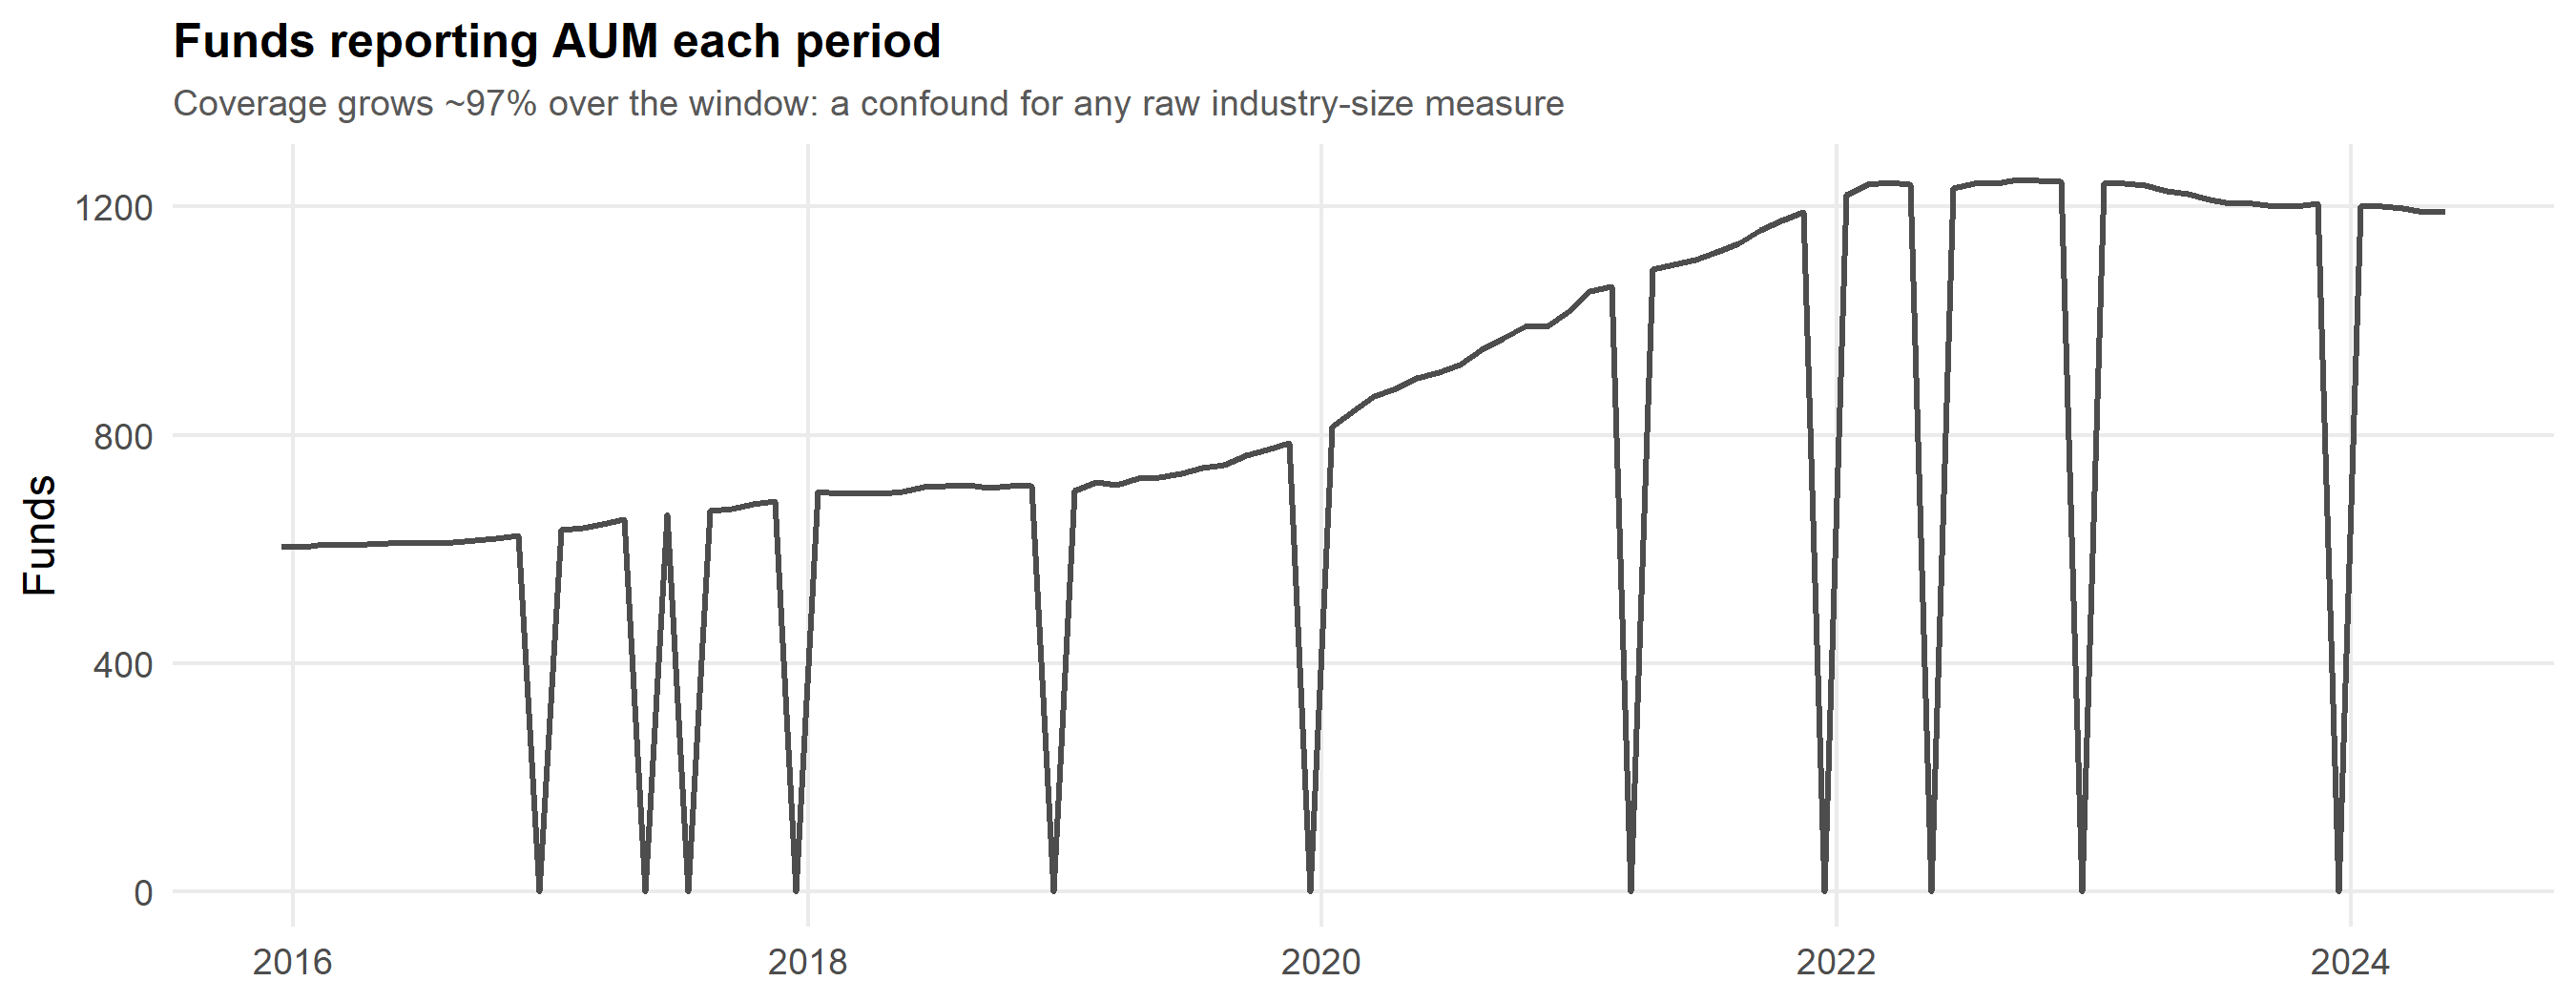 Funds reporting AUM each period
Coverage grows ~97% over the window: a confound for any raw industry-size measure
1200
800
400
0
Funds
2016 2018 2020 2022 2024